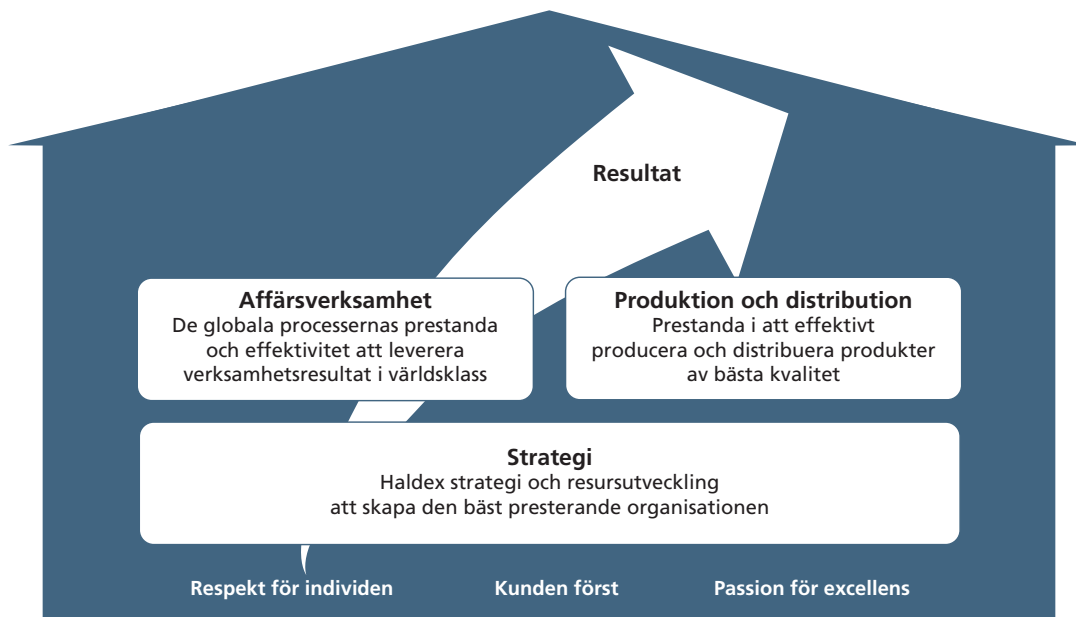 Resultat
Affärsverksamhet
De globala processernas prestanda
och effektivitet att leverera
verksamhetsresultat i världsklass
Produktion och distribution
Prestanda i att effektivt
producera och distribuera produkter
av bästa kvalitet
Strategi
Haldex strategi och resursutveckling
att skapa den bäst presterande organisationen
Respekt för individen
Kunden först
Passion för excellens